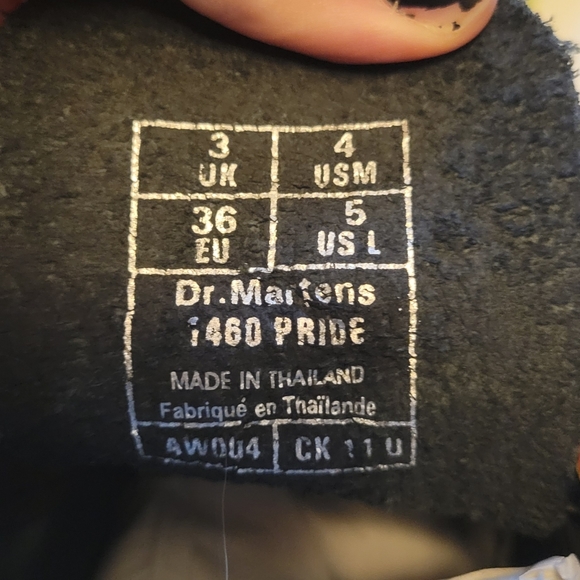 3 UK
4 USM
36 EU
5 US L
Dr.Martens
1460 PRIDE
MADE IN THAILAND
Fabriqué en Thaïlande
AW004
CK 11 U